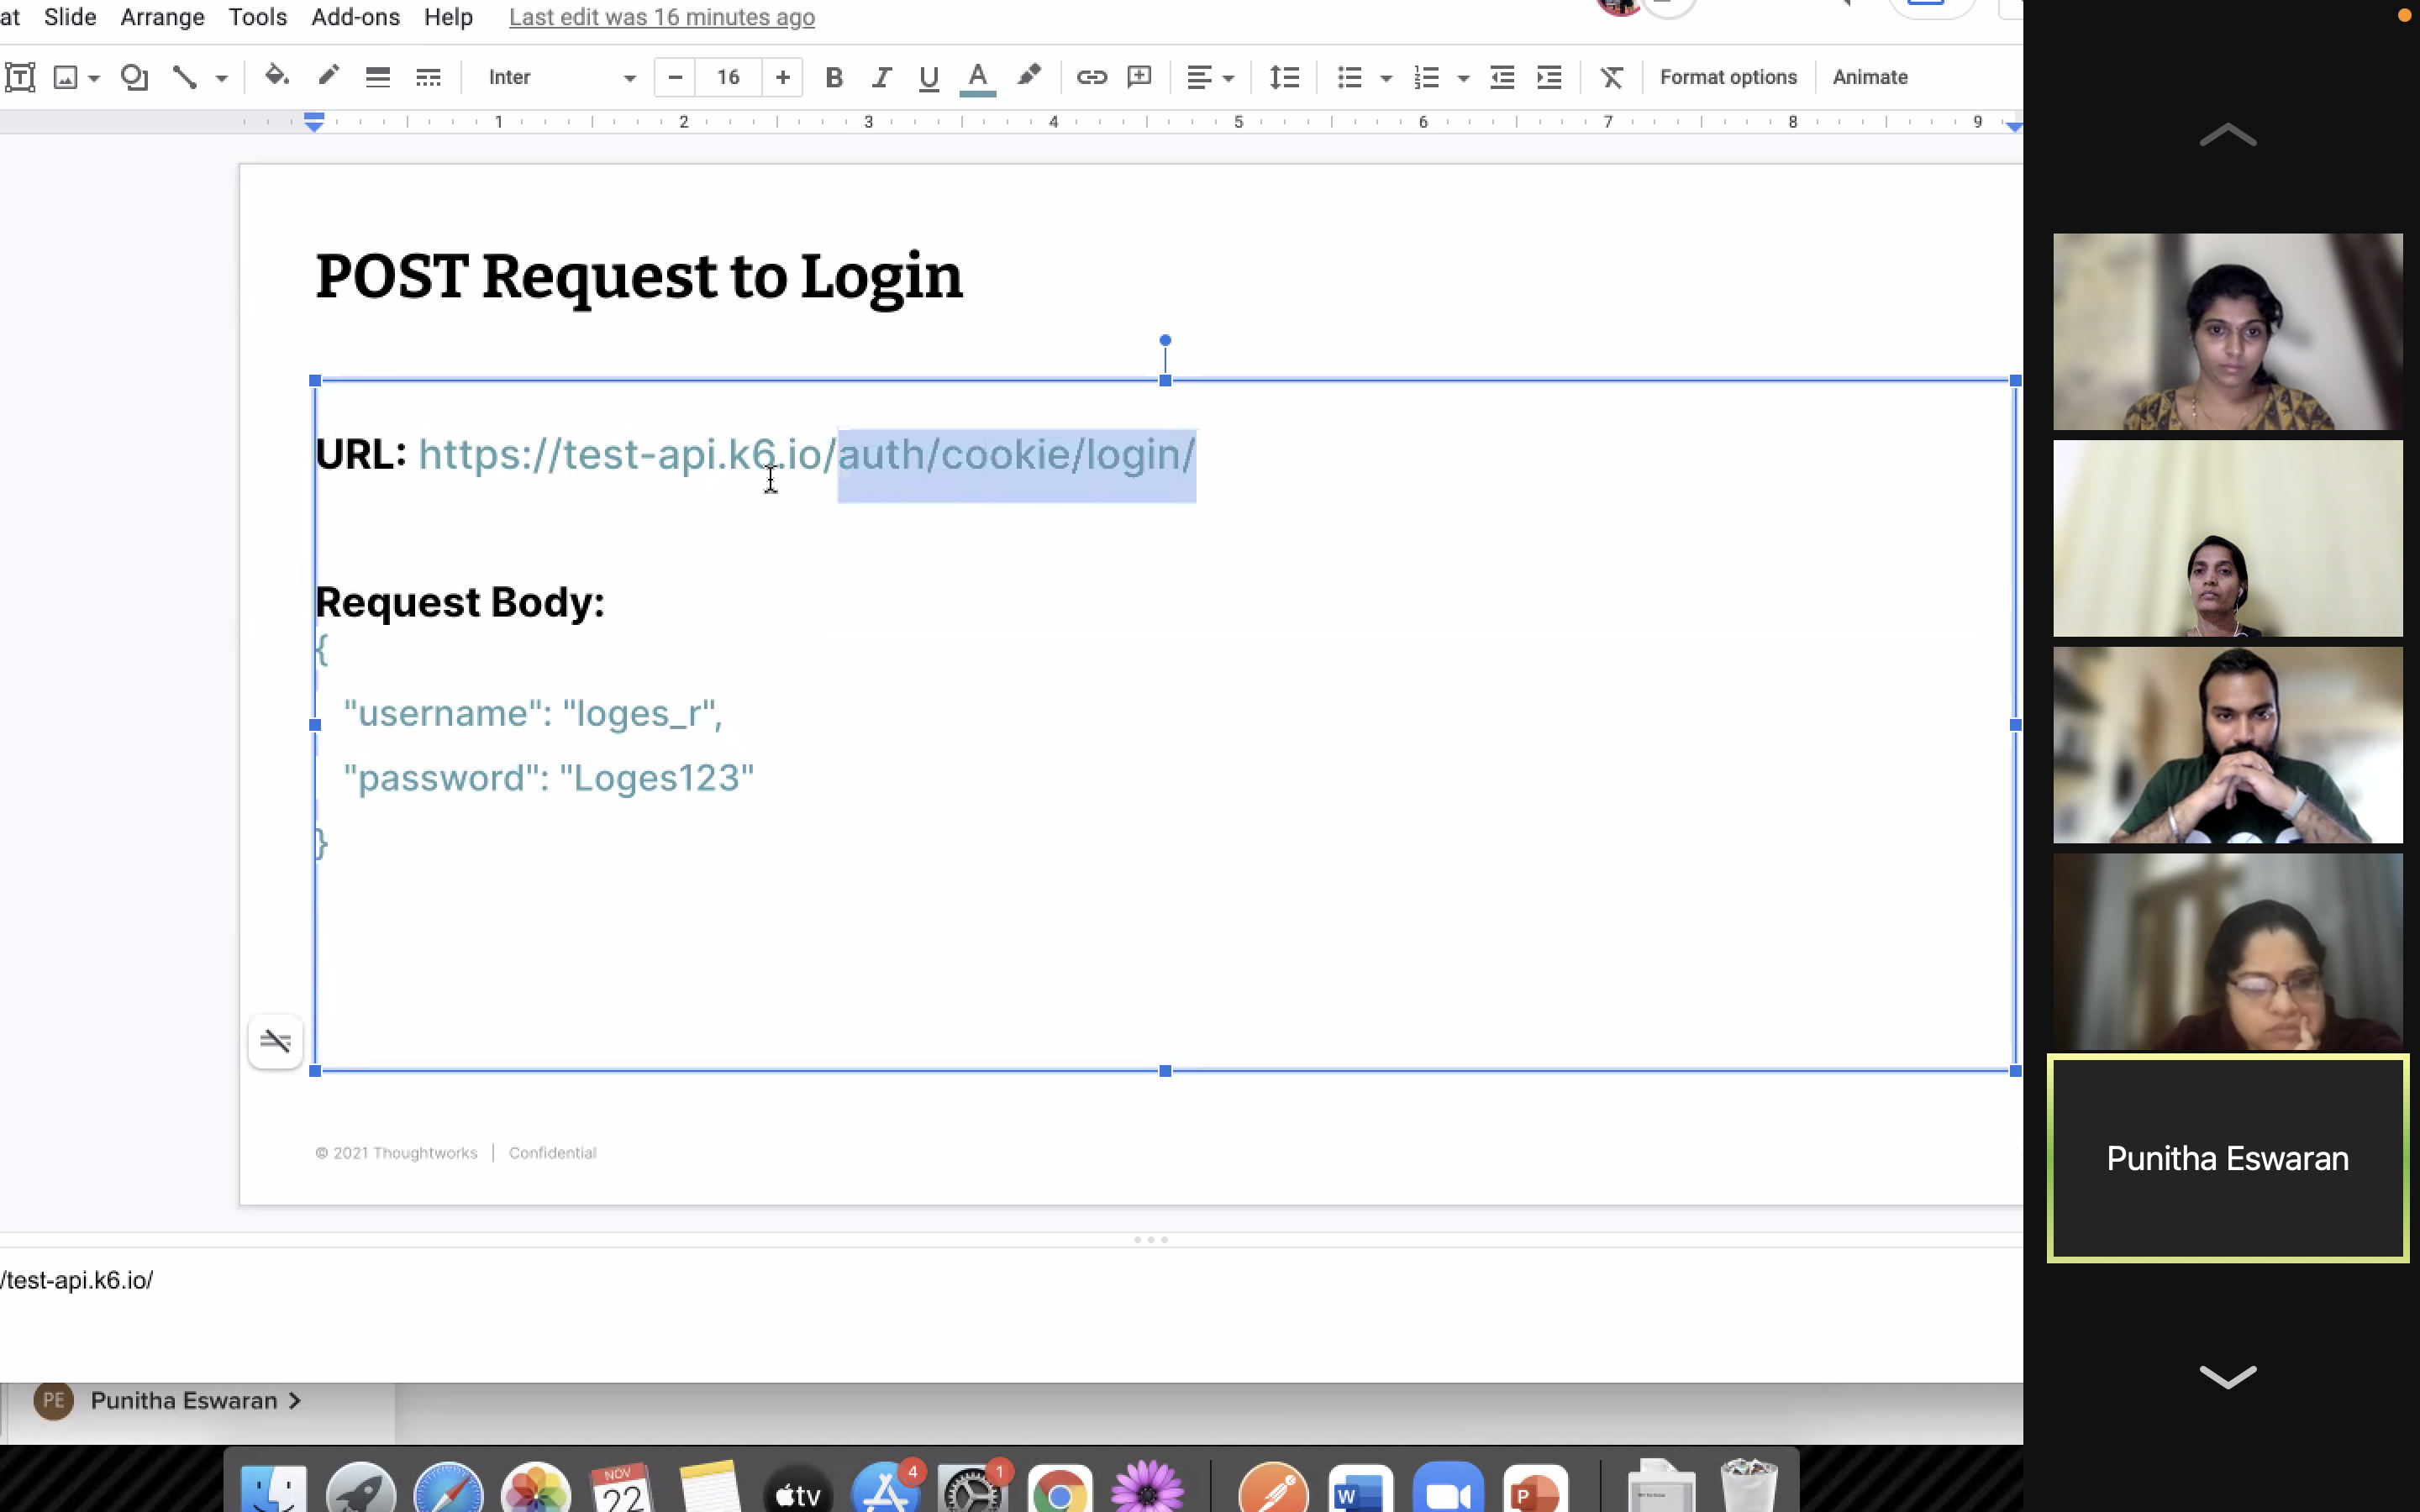 at Slide Arrange Tools Add-ons Help Last edit was 16 minutes ago
Inter 16 B I U A Format options Animate
1 2 3 4 5 6 7 8 9
POST Request to Login
URL: https://test-api.k6.io/auth/cookie/login/
Request Body:
{
"username": "loges_r",
"password": "Loges123"
}
© 2021 Thoughtworks | Confidential
/test-api.k6.io/
PE Punitha Eswaran >
Punitha Eswaran
NOV
22
tv
4
1
W
P